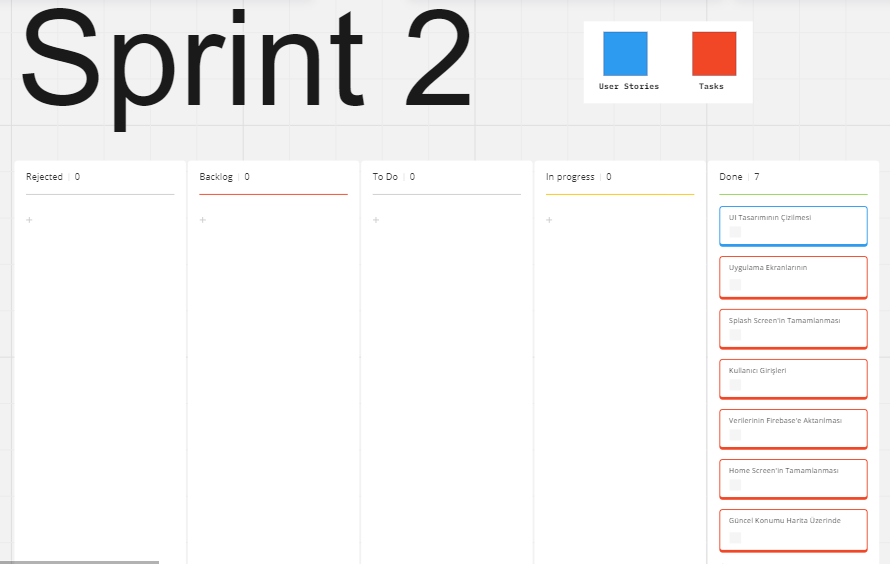 Sprint 2
User Stories
Tasks
Rejected | 0
Backlog | 0
To Do | 0
In progress | 0
Done | 7
+
+
+
+
UI Tasarımının Çizilmesi
Uygulama Ekranlarının
Splash Screen'in Tamamlanması
Kullanıcı Girişleri
Verilerinin Firebase'e Aktarılması
Home Screen'in Tamamlanması
Güncel Konumu Harita Üzerinde